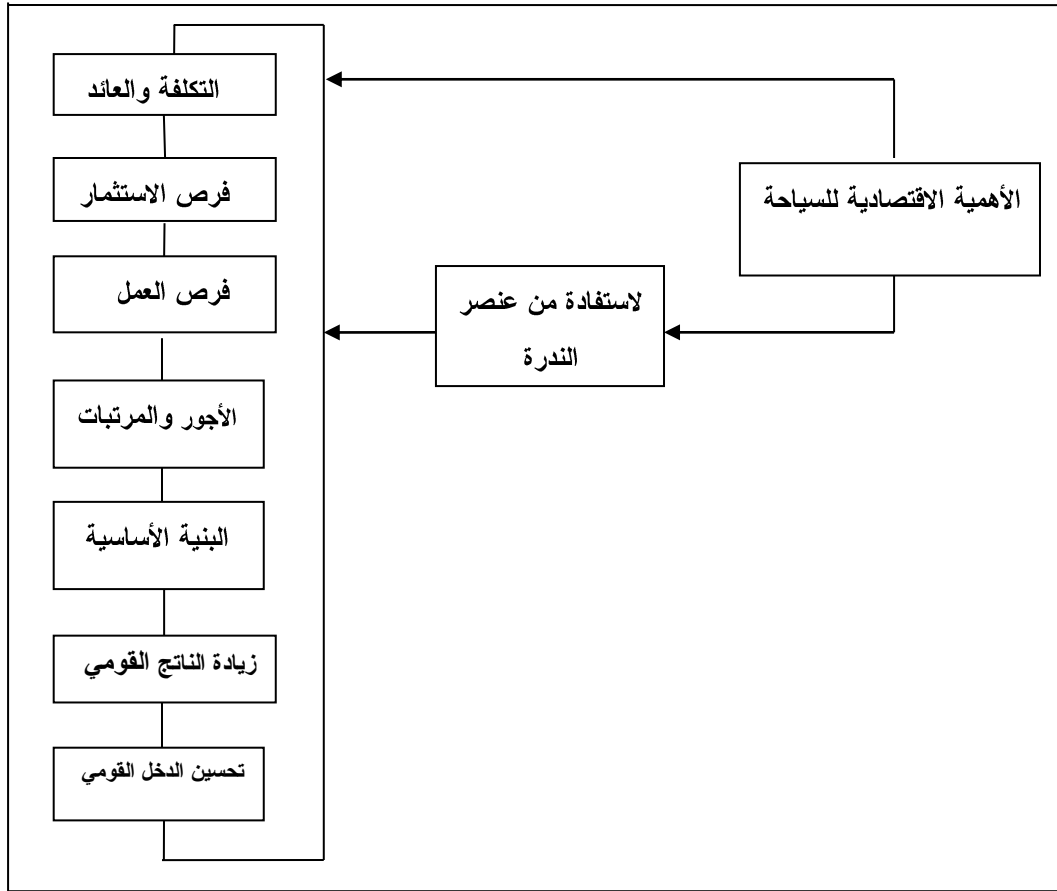 الأهمية الاقتصادية للسياحة
لاستفادة من عنصر
الندرة
التكلفة والعائد
فرص الاستثمار
فرص العمل
الأجور والمرتبات
البنية الأساسية
زيادة الناتج القومي
تحسين الدخل القومي